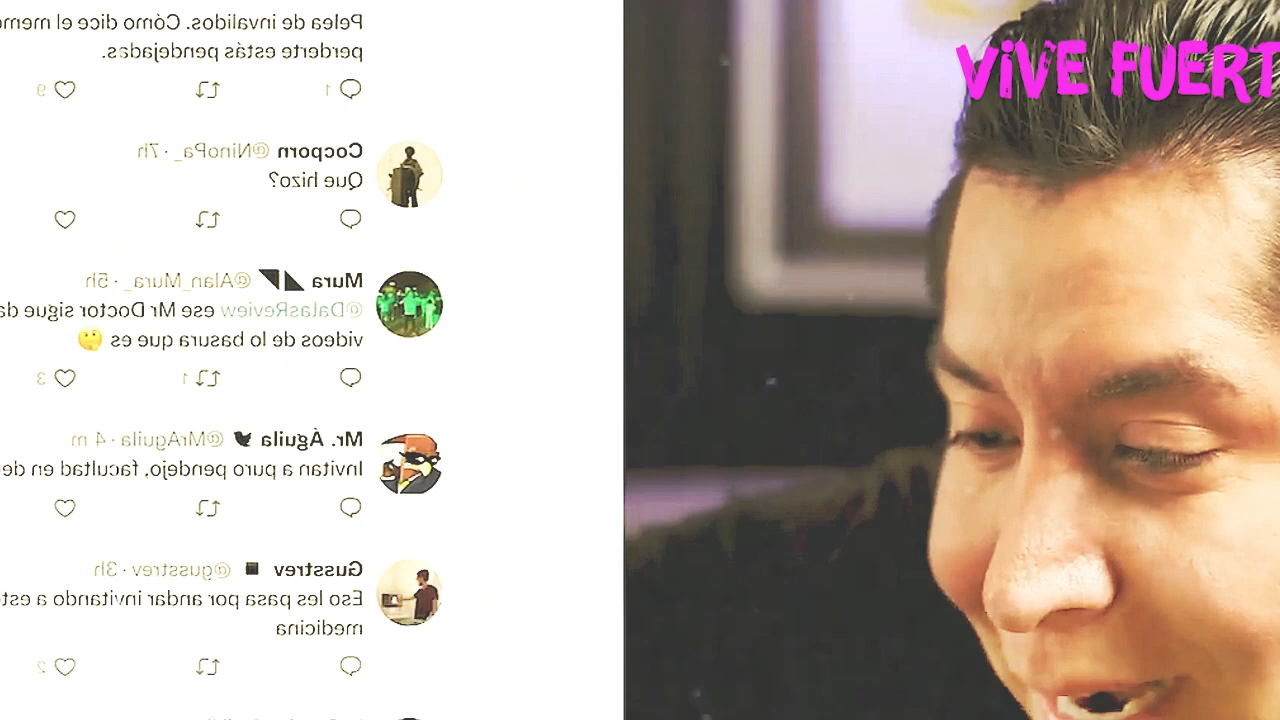 Pelea de invalidos. Cómo dice el meme
perderte estás pendejadas.
1 9
Cocporn @NinoPa_ · 7h
Que hizo?
Mura @Alan_Mura_ · 5h
@DalasReview ese Mr Doctor sigue da
videos de lo basura que es 🤔
1 3
Mr. Águila @MrAguila · 4 m
Invitan a puro pendejo, facultad en de
Gusstrev @gusstrev · 3h
Eso les pasa por andar invitando a est
medicina
2
ViVE FUERT